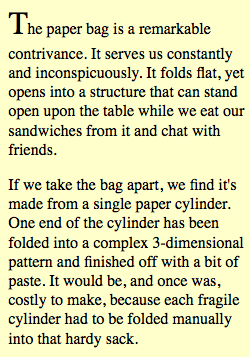 The paper bag is a remarkable
contrivance. It serves us constantly
and inconspicuously. It folds flat, yet
opens into a structure that can stand
open upon the table while we eat our
sandwiches from it and chat with
friends.
If we take the bag apart, we find it's
made from a single paper cylinder.
One end of the cylinder has been
folded into a complex 3-dimensional
pattern and finished off with a bit of
paste. It would be, and once was,
costly to make, because each fragile
cylinder had to be folded manually
into that hardy sack.